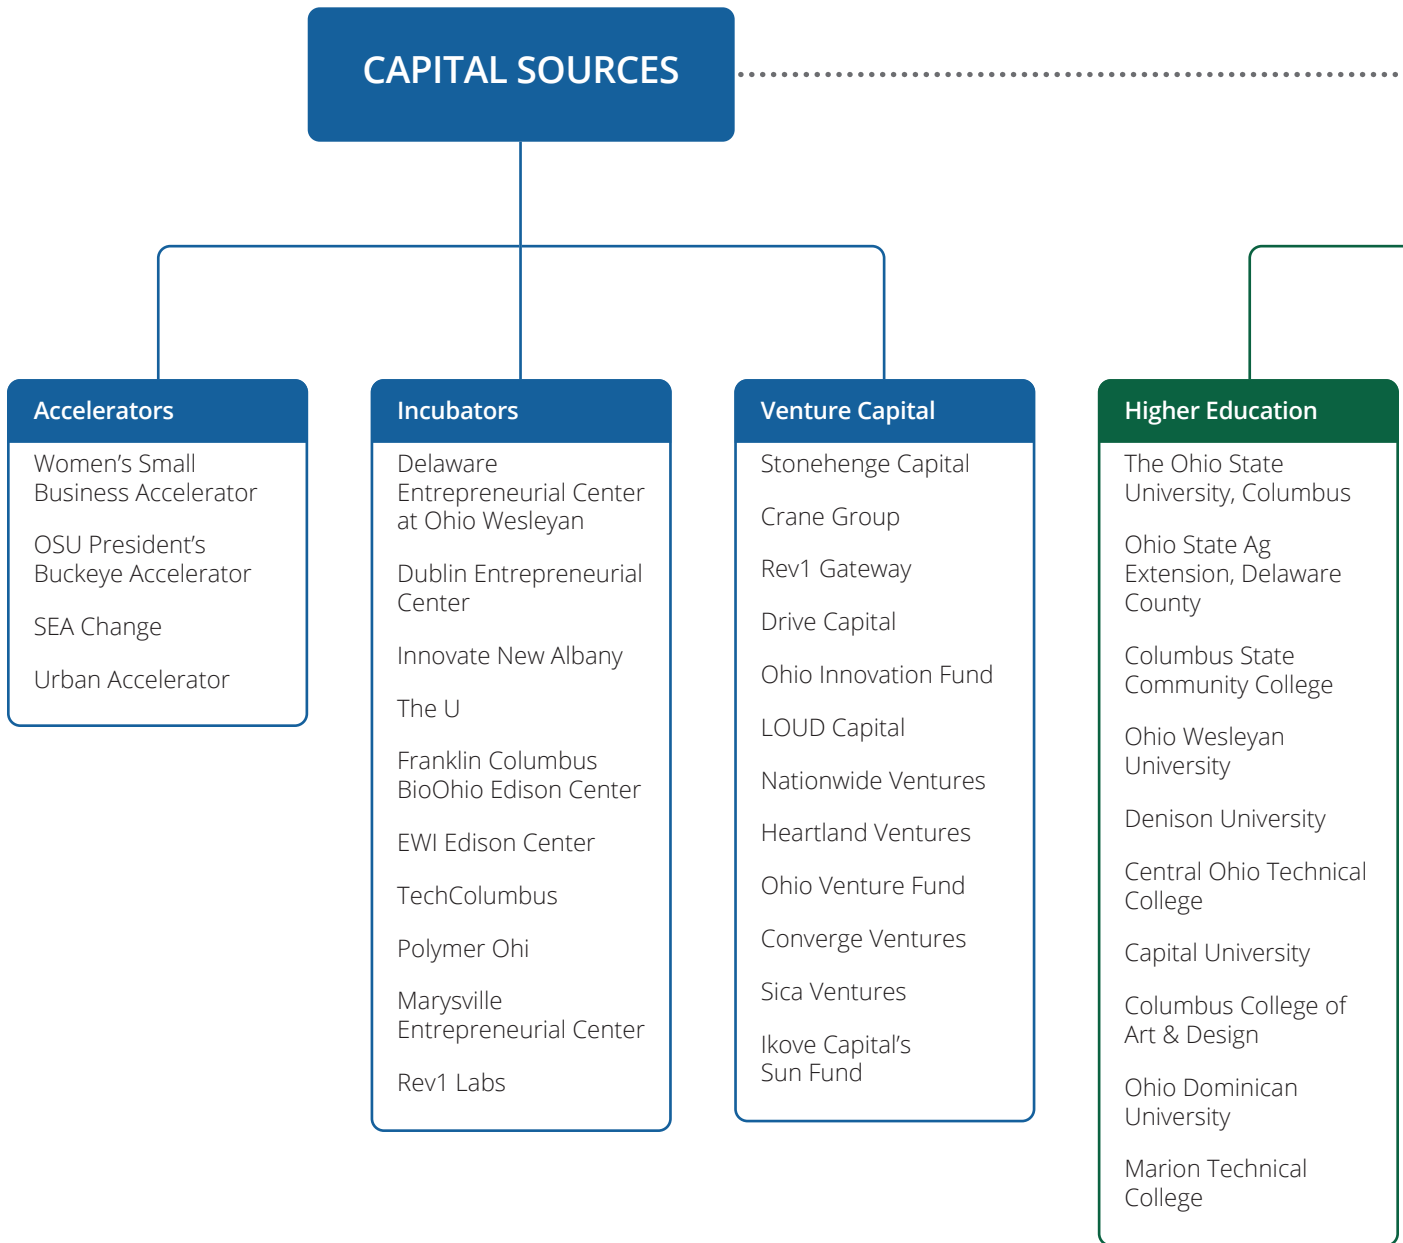 CAPITAL SOURCES
Accelerators
Women’s Small
Business Accelerator
OSU President’s
Buckeye Accelerator
SEA Change
Urban Accelerator
Incubators
Delaware
Entrepreneurial Center
at Ohio Wesleyan
Dublin Entrepreneurial
Center
Innovate New Albany
The U
Franklin Columbus
BioOhio Edison Center
EWI Edison Center
TechColumbus
Polymer Ohi
Marysville
Entrepreneurial Center
Rev1 Labs
Venture Capital
Stonehenge Capital
Crane Group
Rev1 Gateway
Drive Capital
Ohio Innovation Fund
LOUD Capital
Nationwide Ventures
Heartland Ventures
Ohio Venture Fund
Converge Ventures
Sica Ventures
Ikove Capital’s
Sun Fund
Higher Education
The Ohio State
University, Columbus
Ohio State Ag
Extension, Delaware
County
Columbus State
Community College
Ohio Wesleyan
University
Denison University
Central Ohio Technical
College
Capital University
Columbus College of
Art & Design
Ohio Dominican
University
Marion Technical
College